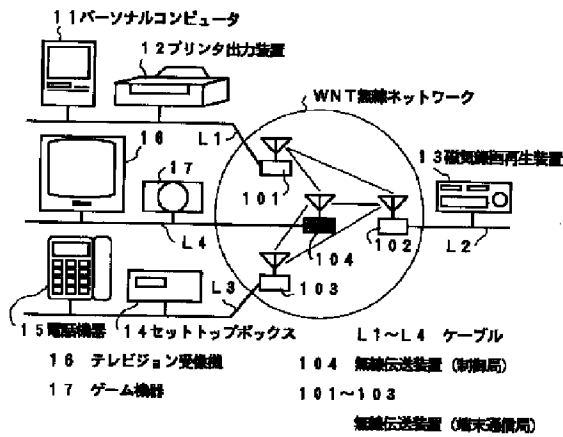 11パーソナルコンピュータ
12プリンタ出力装置
WNT無線ネットワーク
16
L1
17
13磁気録画再生装置
101
L4
104
102
L2
103
L3
15電話機器
14セットトップボックス
L1〜L4 ケーブル
16 テレビジョン受像機
104 無線伝送装置(制御局)
17 ゲーム機器
101〜103
無線伝送装置(端末通信局)